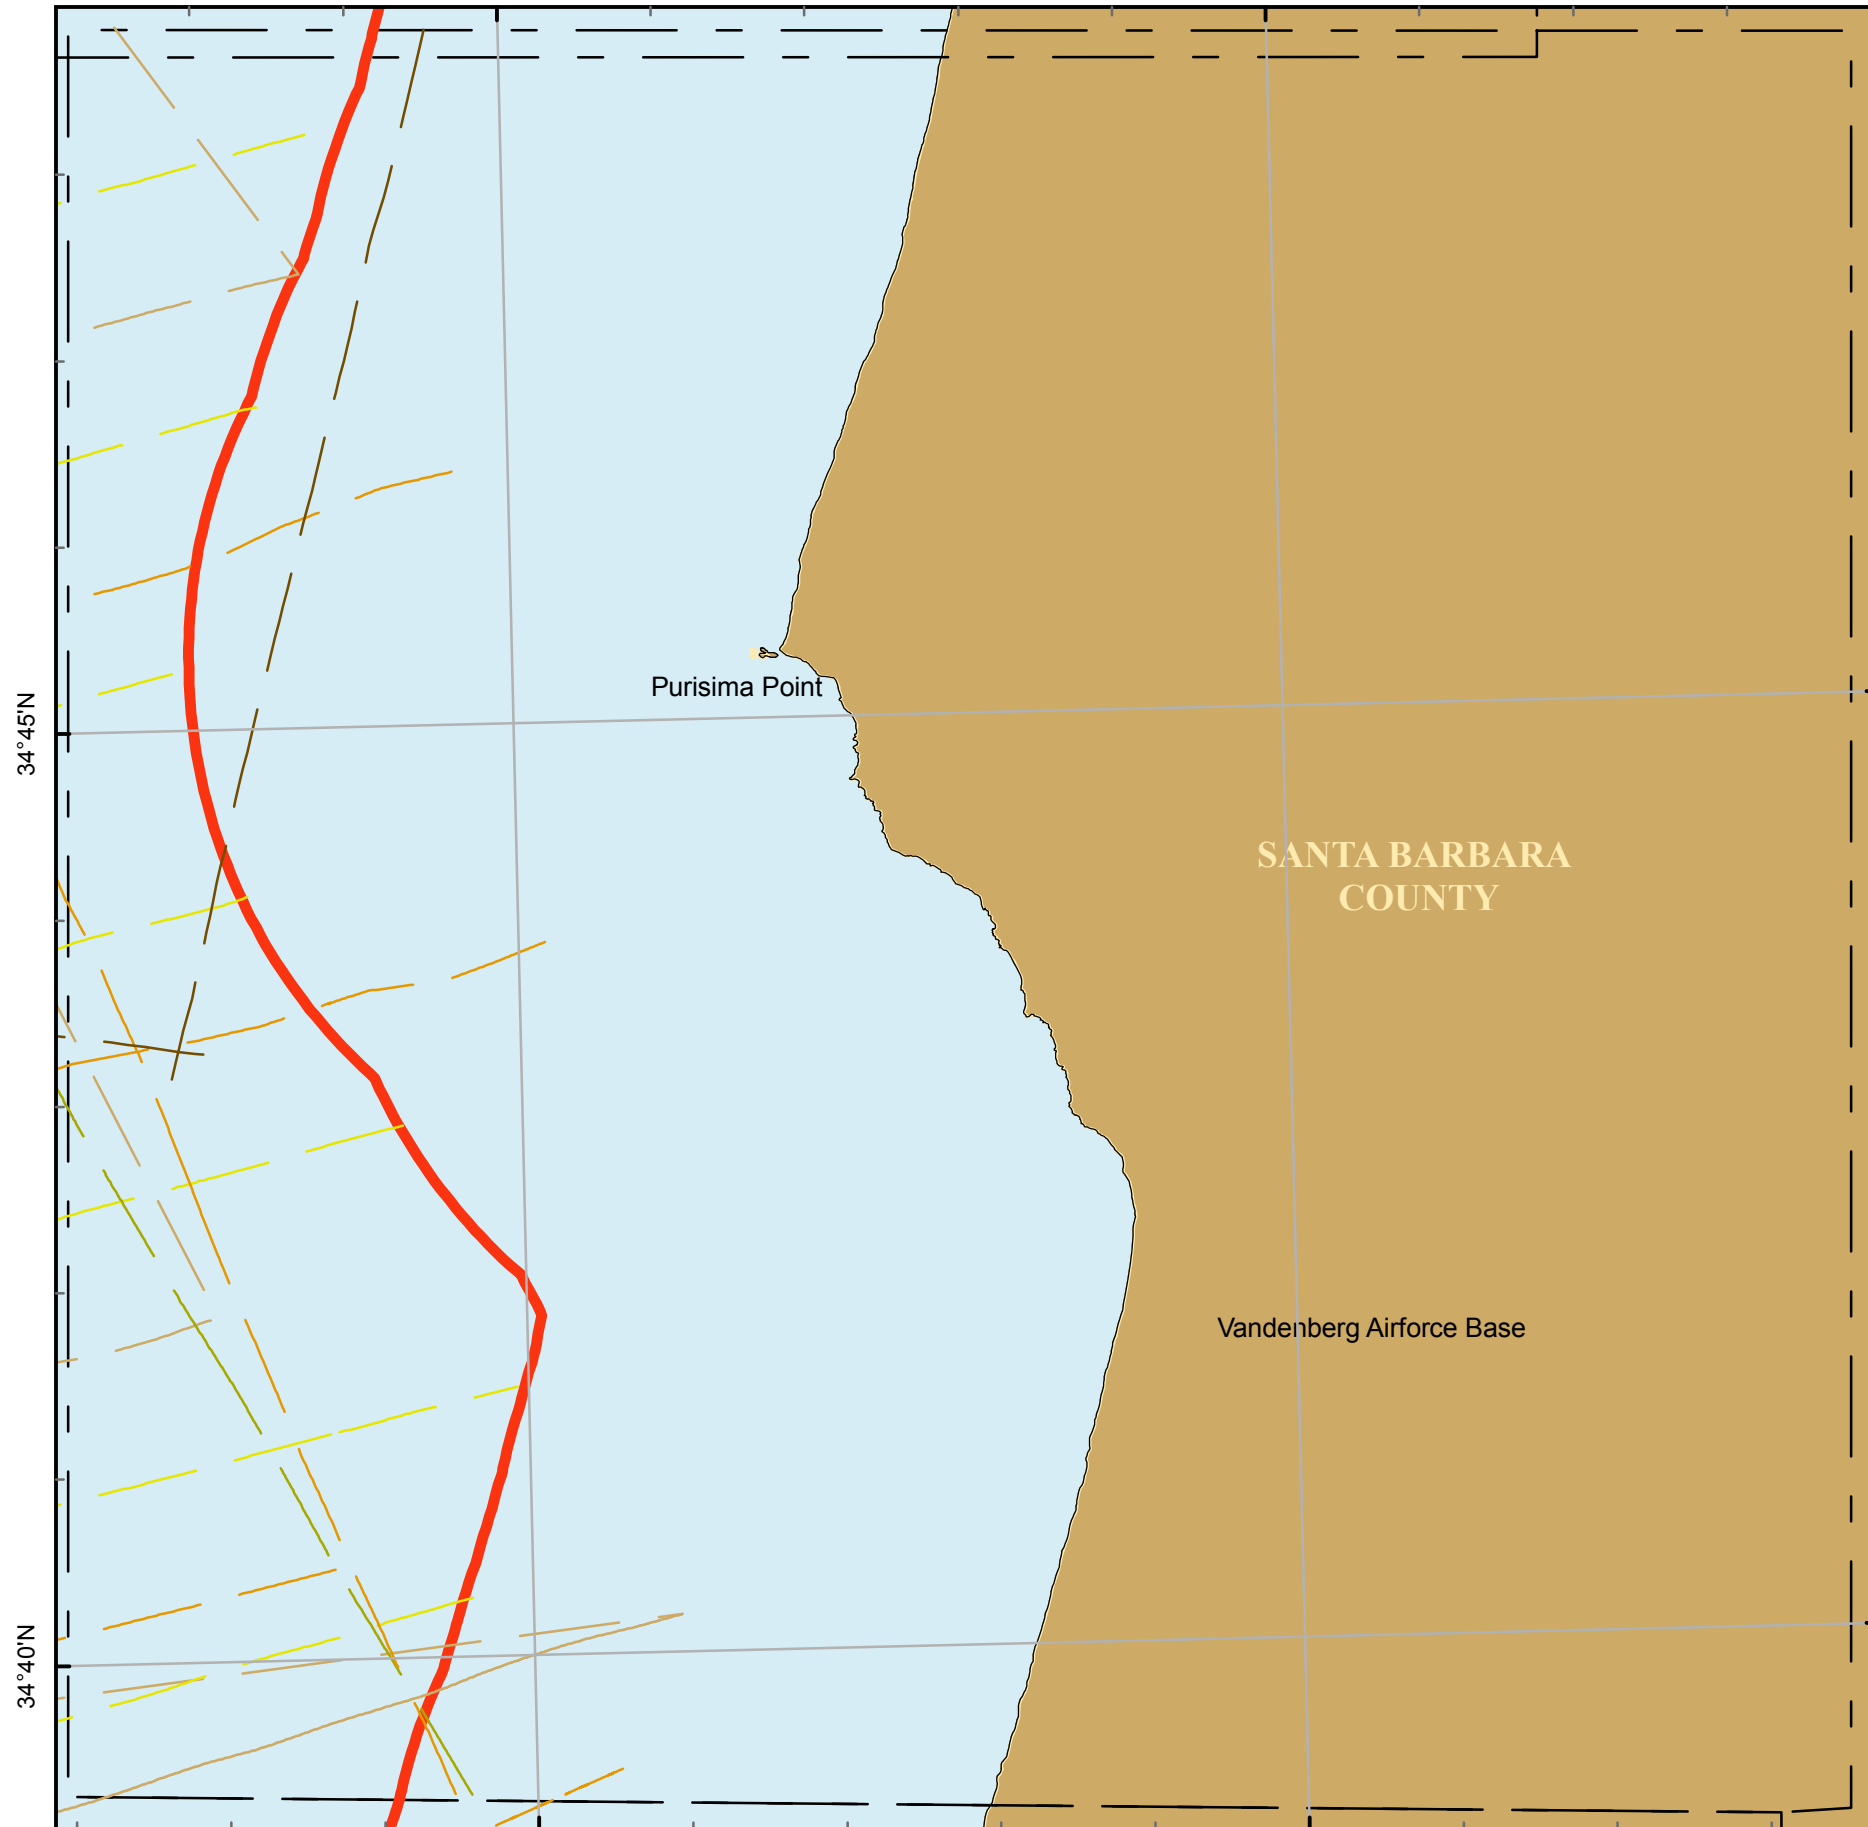 Purisima Point
34°45'N
SANTA BARBARA
COUNTY
Vandenberg Airforce Base
34°40'N